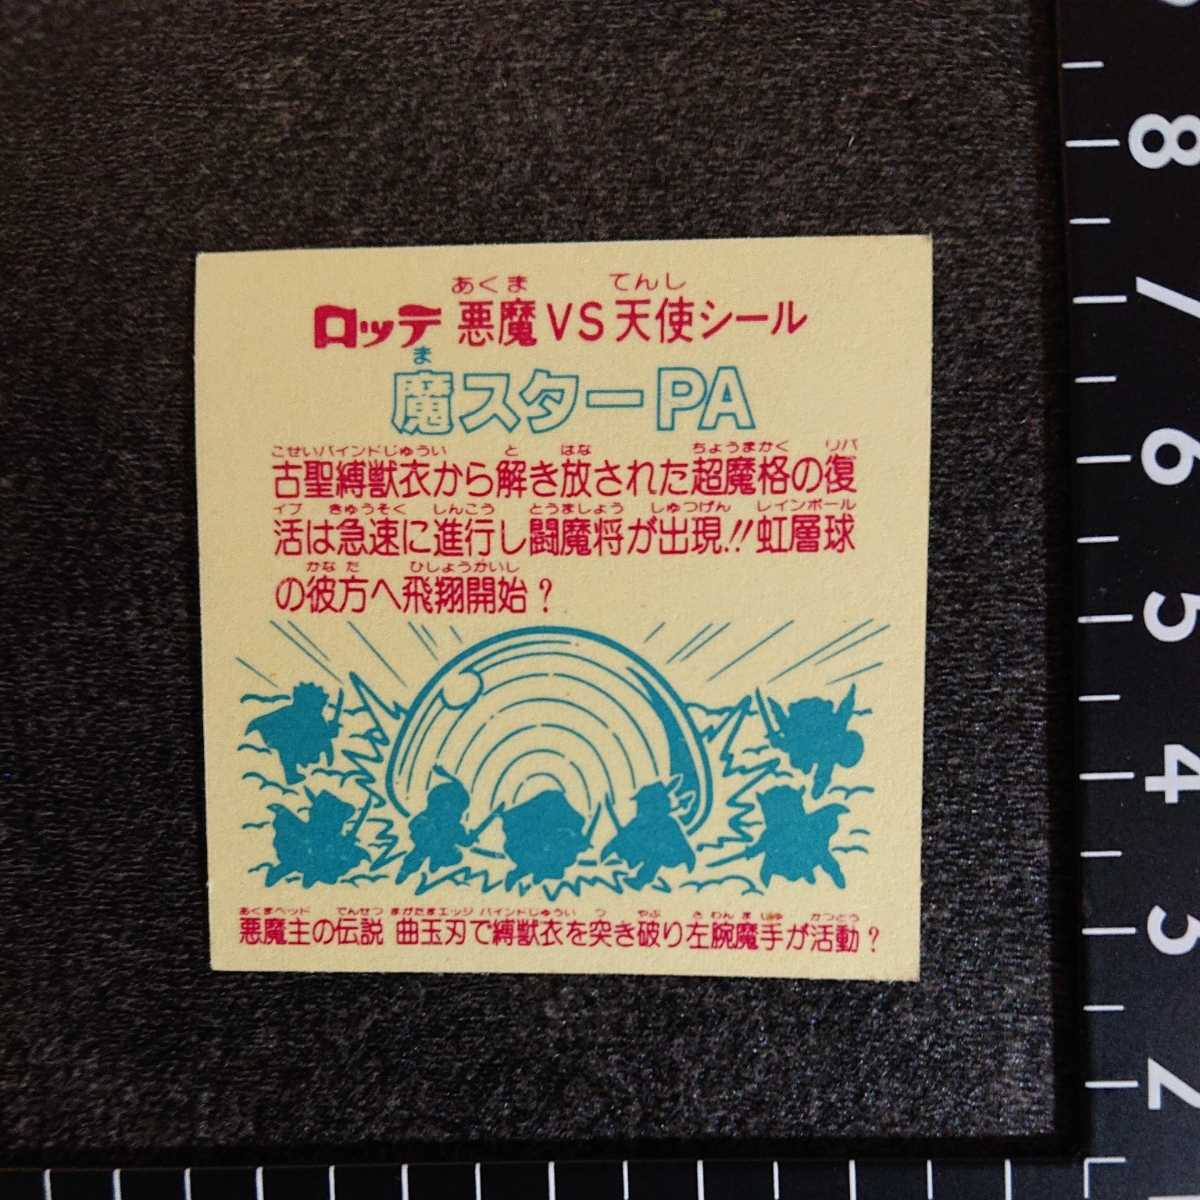 あくま てんし
ロッテ 悪魔VS天使シール
ま
魔スターPA
こせいバインドじゅうい と はな ちょうまかく リバ
古聖縛獣衣から解き放された超魔格の復
イブ きゅうそく しんこう とうましょう しゅつげん レインボール
活は急速に進行し闘魔将が出現!!虹層球
かなた ひしょうかいし
の彼方へ飛翔開始?
あくまヘッド でんせつ まがたまエッジ バインドじゅうい つ やぶ さわんましゅ かつどう
悪魔主の伝説 曲玉刃で縛獣衣を突き破り左腕魔手が活動?
8
7
6
5
4
3
2